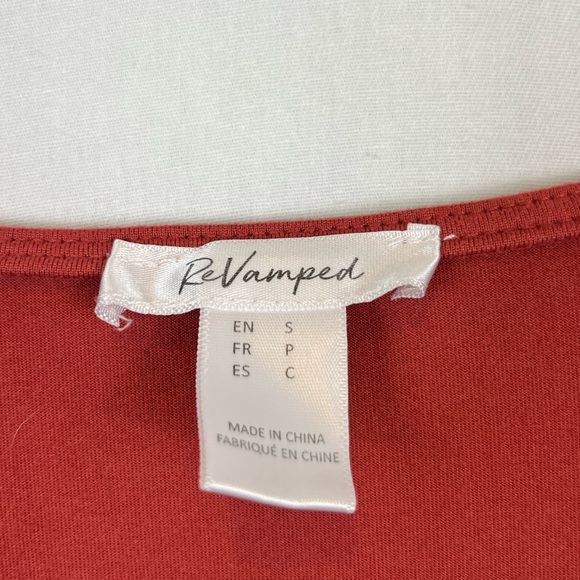 ReVamped
EN S
FR P
ES C
MADE IN CHINA
FABRIQUÉ EN CHINE